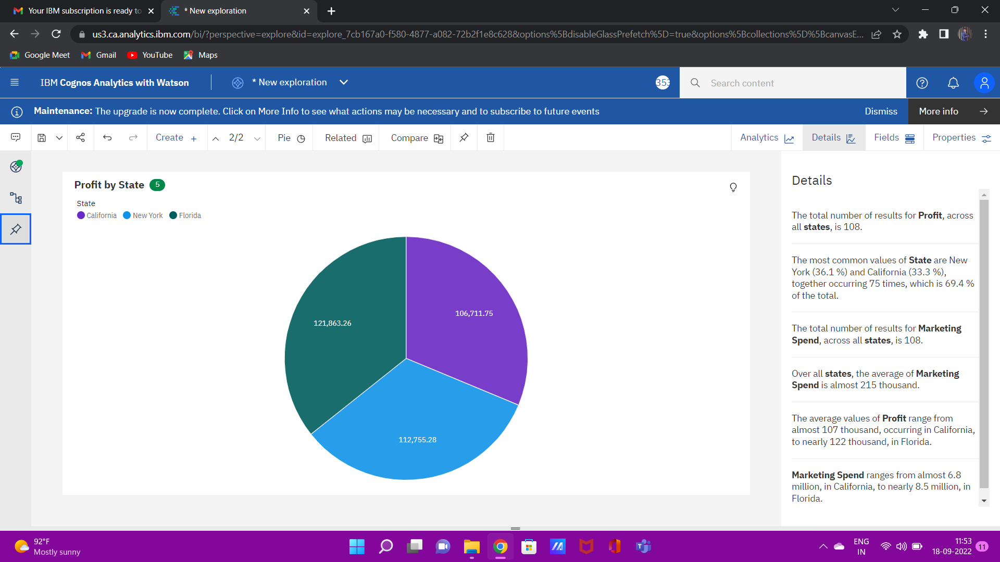 Your IBM subscription is ready to
* New exploration
us3.ca.analytics.ibm.com/bi/?perspective=explore&id=explore_7cb167a0-f580-4877-a082-72b2f1e8c628&options%5BdisableGlassPrefetch%5D=true&options%5Bcollections%5D%5BcanvasE...
Google Meet Gmail YouTube Maps
IBM Cognos Analytics with Watson * New exploration 353 Search content
Maintenance: The upgrade is now complete. Click on More Info to see what actions may be necessary and to subscribe to future events Dismiss More info
Create + 2/2 Pie Related Compare Analytics Details Fields Properties
Profit by State 5
State
California New York Florida
121,863.26
106,711.75
112,755.28
Details
The total number of results for Profit, across
all states, is 108.
The most common values of State are New
York (36.1 %) and California (33.3 %),
together occurring 75 times, which is 69.4 %
of the total.
The total number of results for Marketing
Spend, across all states, is 108.
Over all states, the average of Marketing
Spend is almost 215 thousand.
The average values of Profit range from
almost 107 thousand, occurring in California,
to nearly 122 thousand, in Florida.
Marketing Spend ranges from almost 6.8
million, in California, to nearly 8.5 million, in
Florida.
92°F
Mostly sunny
ENG
IN
11:53
18-09-2022
11